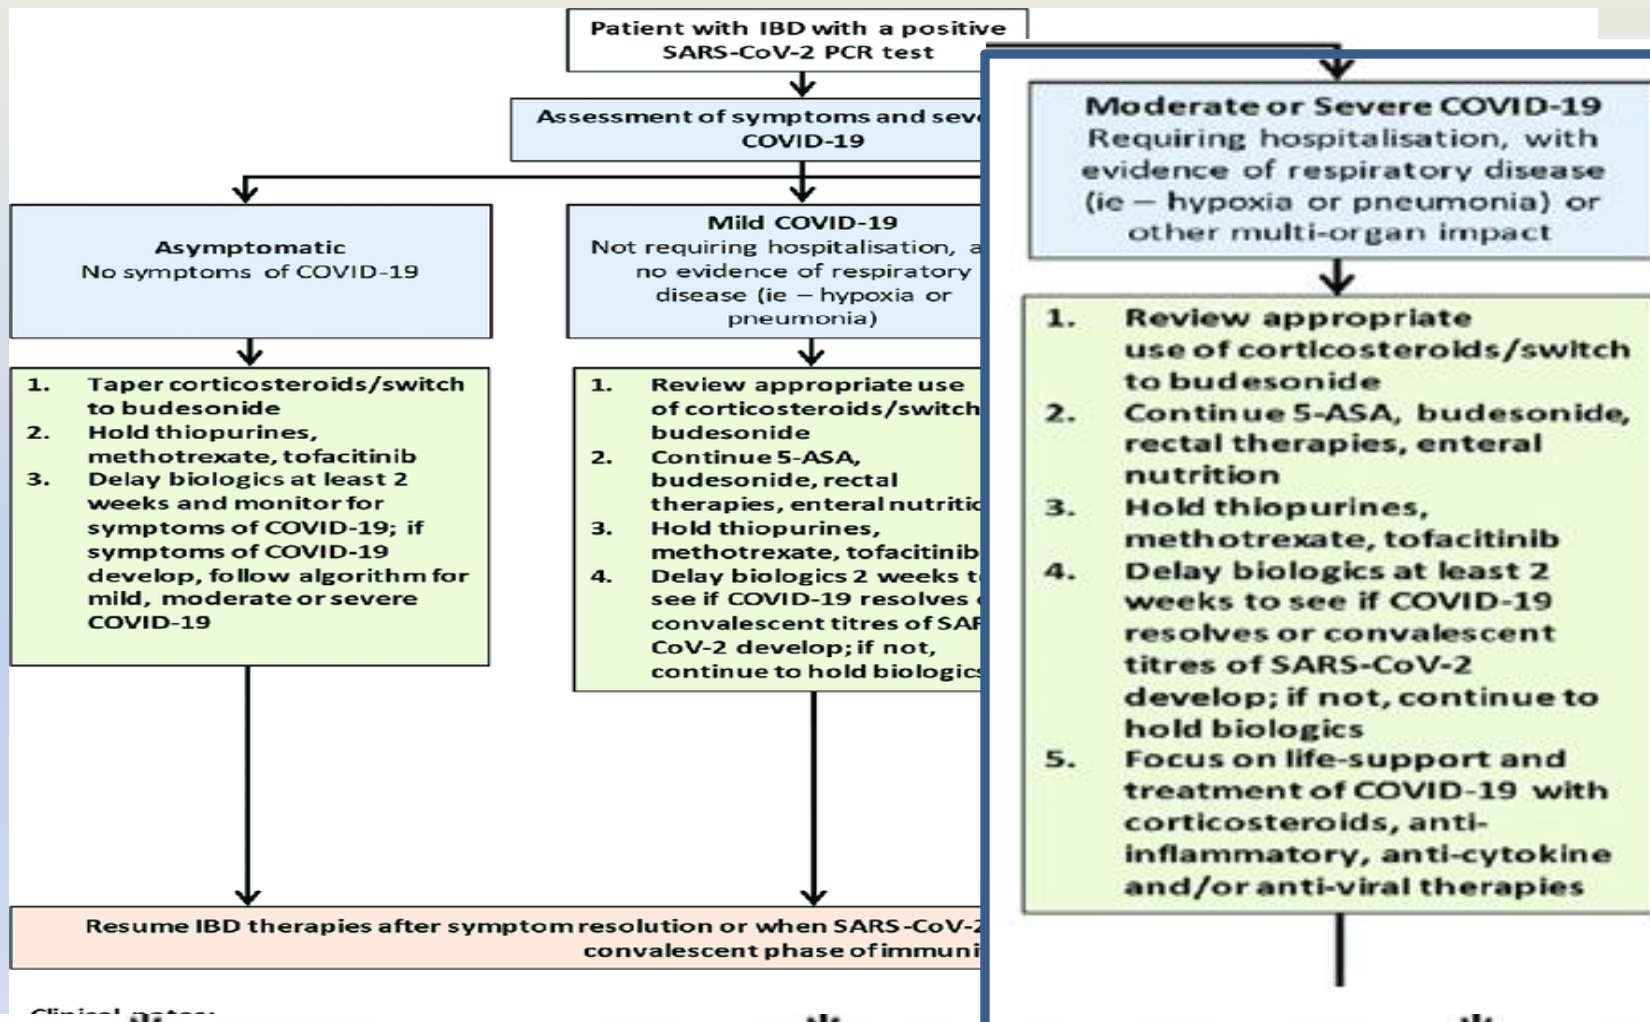 Patient with IBD with a positive
SARS-CoV-2 PCR test
Assessment of symptoms and
COVID-19
Asymptomatic
No symptoms of COVID-19
1. Taper corticosteroids/switch
to budesonide
2. Hold thiopurines,
methotrexate, tofacitinib
3. Delay biologics at least 2
weeks and monitor for
symptoms of COVID-19; if
symptoms of COVID-19
develop, follow algorithm for
mild, moderate or severe
COVID-19
Mild COVID-19
Not requiring hospitalisation,
no evidence of respiratory
disease (ie – hypoxia or
pneumonia)
1. Review appropriate use
of corticosteroids/switch
budesonide
2. Continue 5-ASA,
budesonide, rectal
therapies, enteral
3. Hold thiopurines,
methotrexate, tofacitinib
4. Delay biologics 2 weeks
see if COVID-19 resolves
convalescent titres of
CoV-2 develop; if not,
continue to hold biologics
Moderate or Severe COVID-19
Requiring hospitalisation, with
evidence of respiratory disease
(ie – hypoxia or pneumonia) or
other multi-organ impact
1. Review appropriate
use of corticosteroids/switch
to budesonide
2. Continue 5-ASA, budesonide,
rectal therapies, enteral
nutrition
3. Hold thiopurines,
methotrexate, tofacitinib
4. Delay biologics at least 2
weeks to see if COVID-19
resolves or convalescent
titres of SARS-CoV-2
develop; if not, continue to
hold biologics
5. Focus on life-support and
treatment of COVID-19 with
corticosteroids, anti-
inflammatory, anti-cytokine
and/or anti-viral therapies
Resume IBD therapies after symptom resolution or when SARS-CoV-2
convalescent phase of